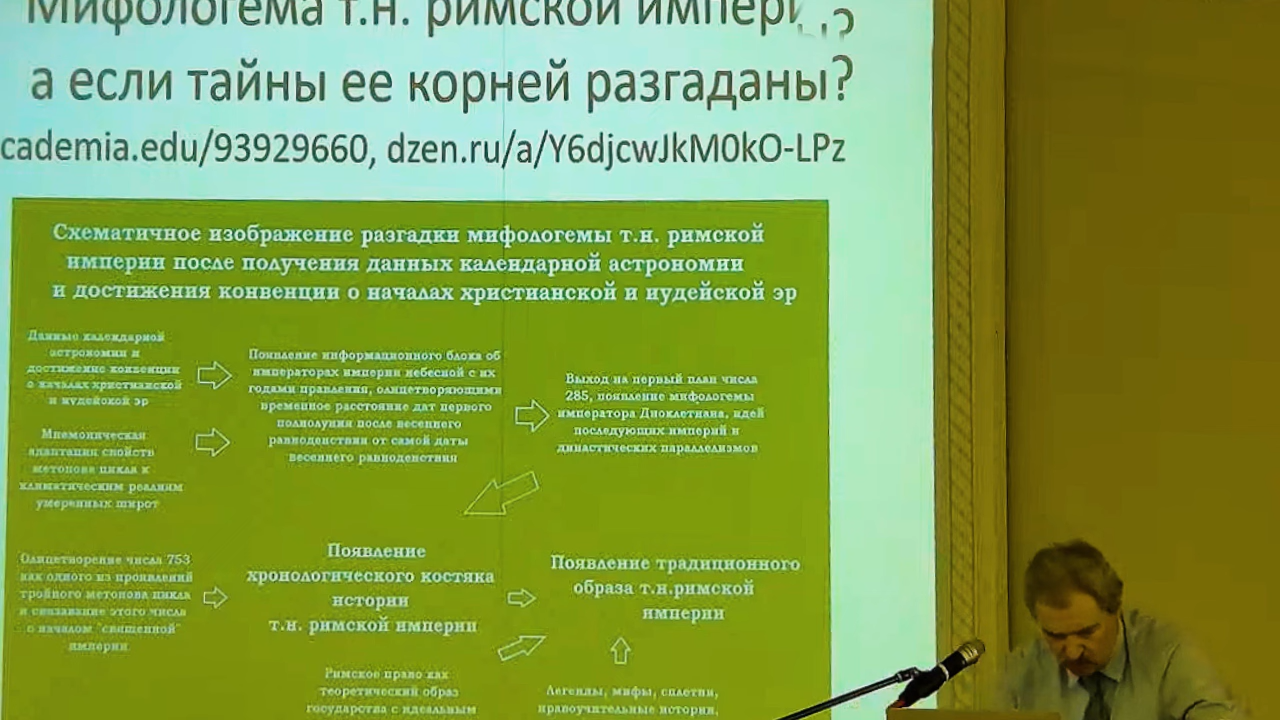 Мифологема т.н. римской импери
а если тайны ее корней разгаданы?
cademia.edu/93929660, dzen.ru/a/Y6djcwJkM0kO-LPz
Схематичное изображение разгадки мифологемы т.н. римской
империи после получения данных календарной астрономии
и достижения конвенции о началах христианской и иудейской эр
Данные календарной
астрономии и
достижение конвенции
о началах христианской
и иудейской эр
Появление информационного блока об
императорах империи небесной с их
годами правления, олицетворяющими
временное расстояние дат первого
полнолуния после весеннего
равноденствия от самой даты
весеннего равноденствия
Выход на первый план числа
285, появление мифологемы
императора Диоклетиана, идей
последующих империй и
династических параллелизмов
Мнемоническая
адаптация свойств
метонова цикла к
климатическим реалиям
умеренных широт
Олицетворение числа 753
как одного из проявлений
тройного метонова цикла
и связывание этого числа
с началом "священной"
империи
Появление
хронологического костяка
истории
т.н. римской империи
Появление традиционного
образа т.н.римской
империи
Римское право как
теоретический образ
государства с идеальным
Легенды, мифы, сплетни,
нравоучительные истории,